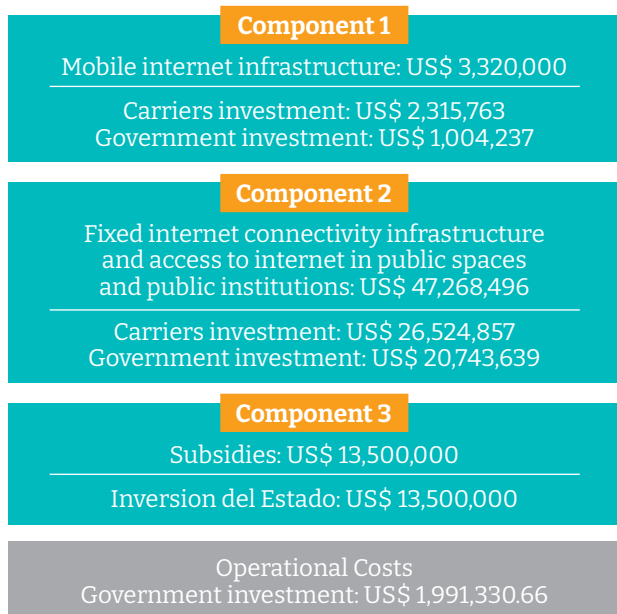 Component 1
Mobile internet infrastructure: US$ 3,320,000
Carriers investment: US$ 2,315,763
Government investment: US$ 1,004,237
Component 2
Fixed internet connectivity infrastructure
and access to internet in public spaces
and public institutions: US$ 47,268,496
Carriers investment: US$ 26,524,857
Government investment: US$ 20,743,639
Component 3
Subsidies: US$ 13,500,000
Inversion del Estado: US$ 13,500,000
Operational Costs
Government investment: US$ 1,991,330.66